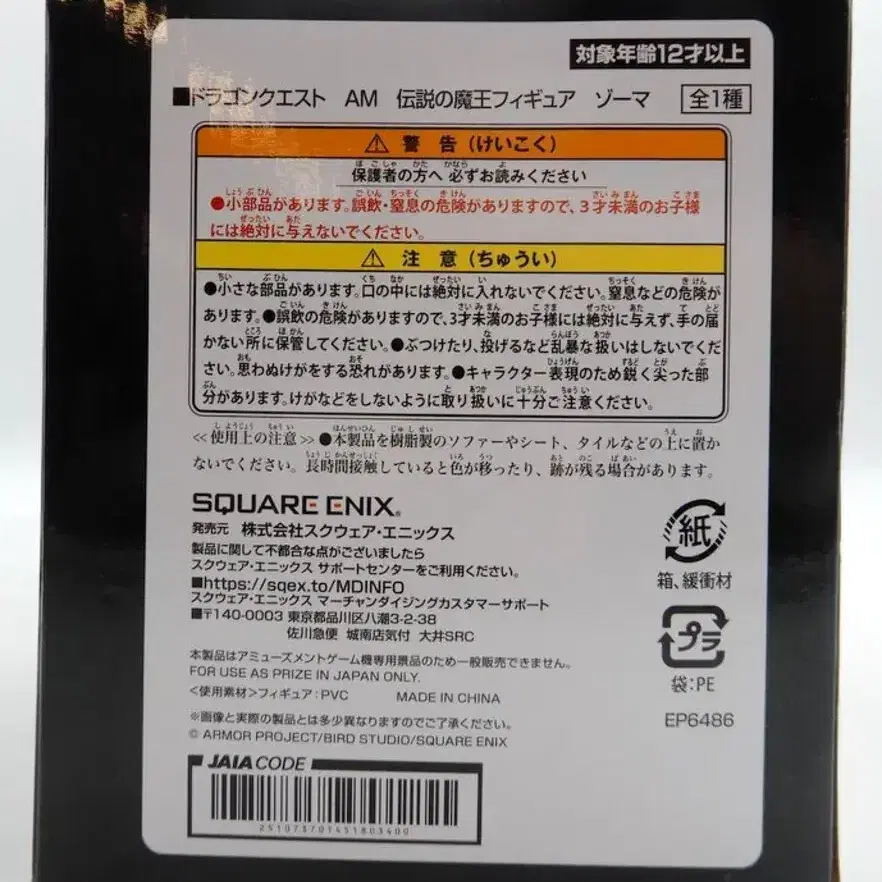 対象年齢12才以上
■ドラゴンクエスト AM 伝説の魔王フィギュア ゾーマ 全1種
⚠ 警 告 (けいこく)
保護者の方へ 必ずお読みください
●小部品があります。誤飲・窒息の危険がありますので、3才未満のお子様
には絶対に与えないでください。
⚠ 注 意 (ちゅうい)
●小さな部品があります。口の中には絶対に入れないでください。窒息などの危険が
あります。●誤飲の危険がありますので、3才未満のお子様には絶対に与えず、手の届
かない所に保管してください。●ぶつけたり、投げるなど乱暴な扱いはしないでくだ
さい。思わぬけがをする恐れがあります。●キャラクター表現のため鋭く尖った部
分があります。けがなどをしないように取り扱いに十分ご注意ください。
≪使用上の注意≫ ●本製品を樹脂製のソファーやシート、タイルなどの上に置か
ないでください。長時間接触していると色が移ったり、跡が残る場合があります。
SQUARE ENIX®
発売元 株式会社スクウェア・エニックス
製品に関して不都合な点がございましたら
スクウェア・エニックス サポートセンターをご利用ください。
■https://sqex.to/MDINFO
スクウェア・エニックス マーチャンダイジングカスタマーサポート
■〒140-0003 東京都品川区八潮3-2-38
佐川急便 城南店気付 大井SRC
本製品はアミューズメントゲーム機専用景品のため一般販売できません。
FOR USE AS PRIZE IN JAPAN ONLY.
<使用素材>フィギュア:PVC MADE IN CHINA
※画像と実際の製品とは多少異なりますのでご了承ください。
© ARMOR PROJECT/BIRD STUDIO/SQUARE ENIX
紙
箱、緩衝材
プラ
袋:PE
EP6486
JAIA CODE
251073701451803400